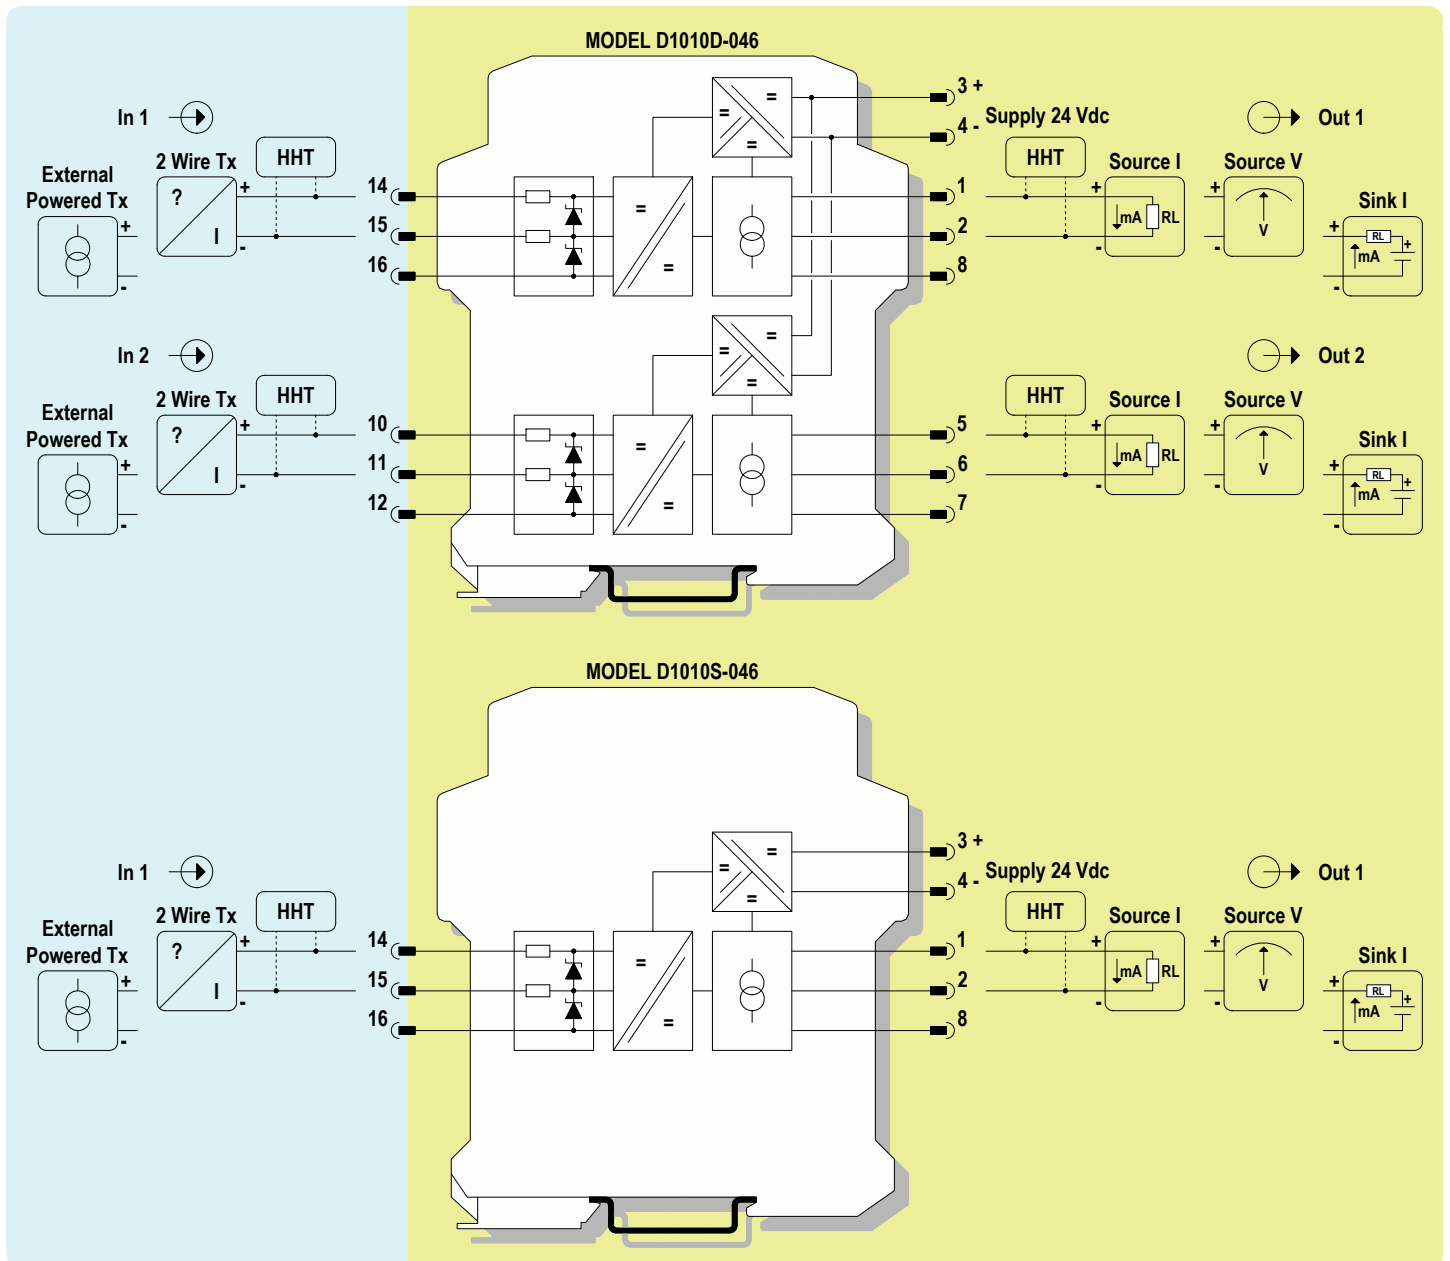 MODEL D1010D-046
3 +
In 1
4 -
Supply 24 Vdc
Out 1
External
Powered Tx
+
-
2 Wire Tx
?
I
+
-
HHT
14
15
16
=
=
=
=
=
1
2
8
HHT
Source I
+
-
mA
RL
Source V
+
-
V
Sink I
+
-
RL
mA
+
In 2
Out 2
External
Powered Tx
+
-
2 Wire Tx
?
I
+
-
HHT
10
11
12
=
=
=
=
=
5
6
7
HHT
Source I
+
-
mA
RL
Source V
+
-
V
Sink I
+
-
RL
mA
+
MODEL D1010S-046
3 +
In 1
4 -
Supply 24 Vdc
Out 1
External
Powered Tx
+
-
2 Wire Tx
?
I
+
-
HHT
14
15
16
=
=
=
=
=
1
2
8
HHT
Source I
+
-
mA
RL
Source V
+
-
V
Sink I
+
-
RL
mA
+